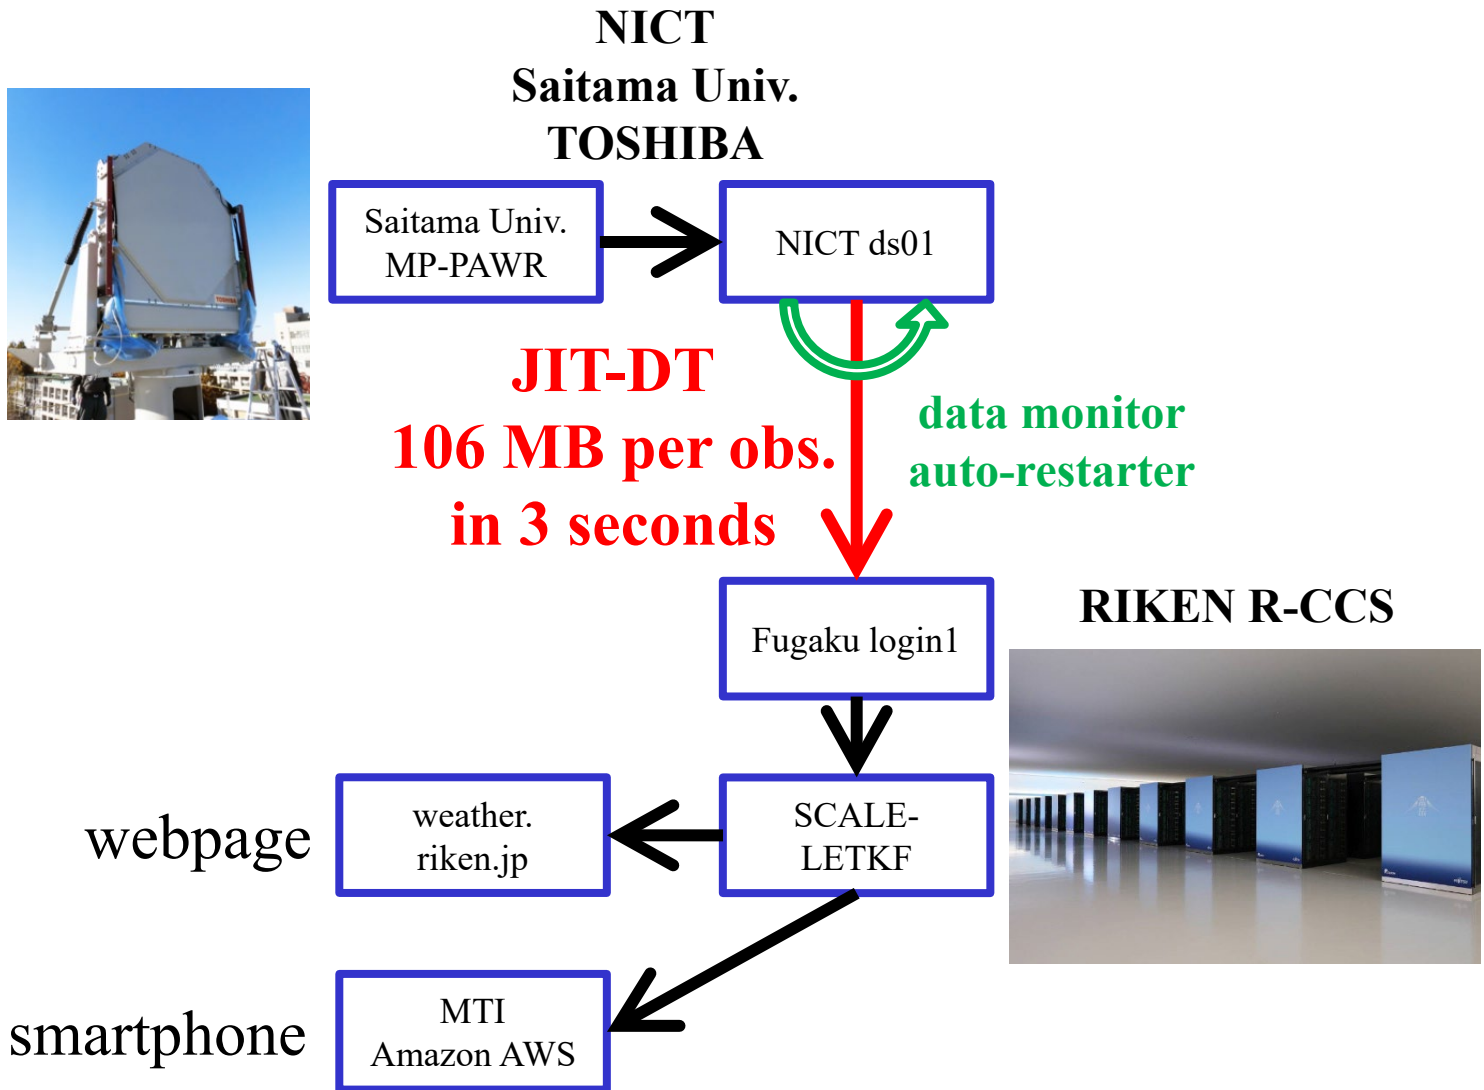 NICT
Saitama Univ.
TOSHIBA
TOSHIBA
Saitama Univ.
MP-PAWR
NICT ds01
JIT-DT
106 MB per obs.
in 3 seconds
data monitor
auto-restarter
Fugaku login1
RIKEN R-CCS
webpage
weather.
riken.jp
SCALE-
LETKF
smartphone
MTI
Amazon AWS